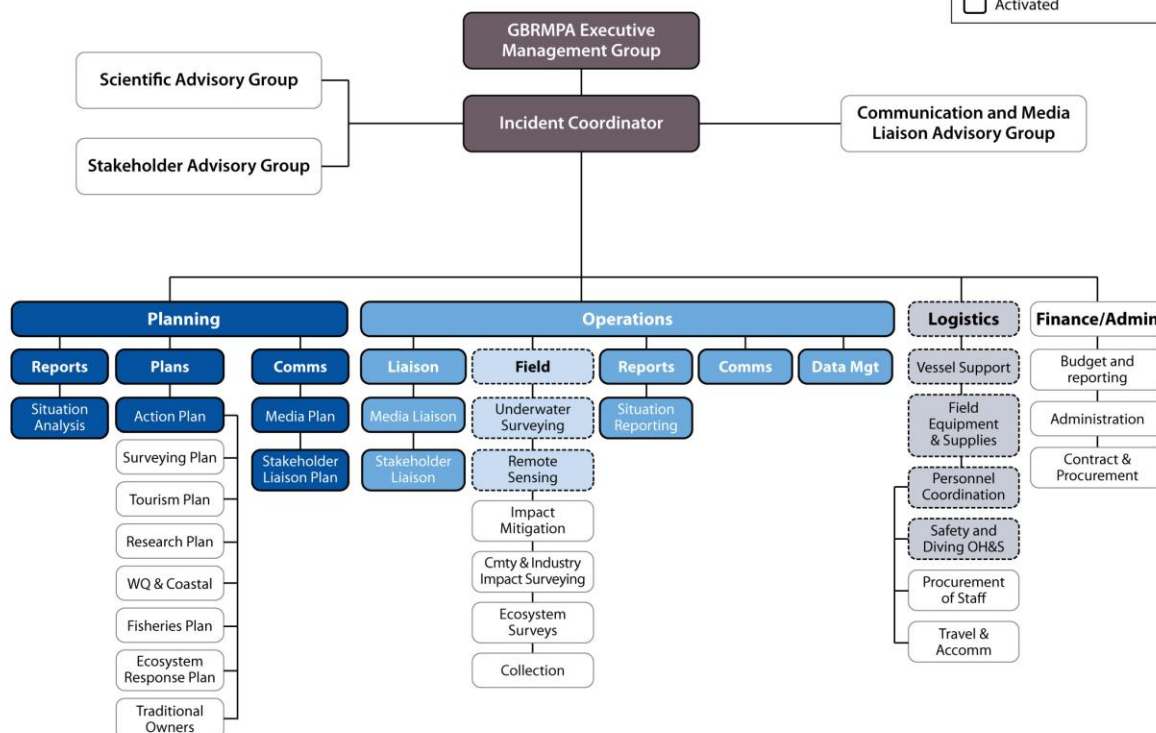 Activated
GBRMPA Executive
Management Group
Scientific Advisory Group
Incident Coordinator
Communication and Media
Liaison Advisory Group
Stakeholder Advisory Group
Planning
Operations
Logistics
Finance/Admin
Reports
Plans
Comms
Liaison
Field
Reports
Comms
Data Mgt
Vessel Support
Budget and
reporting
Situation
Analysis
Action Plan
Media Plan
Media Liaison
Underwater
Surveying
Situation
Reporting
Field
Equipment
& Supplies
Administration
Surveying Plan
Stakeholder
Liaison Plan
Stakeholder
Liaison
Remote
Sensing
Personnel
Coordination
Contract &
Procurement
Tourism Plan
Impact
Mitigation
Safety and
Diving OH&S
Research Plan
Cmty & Industry
Impact Surveying
Procurement
of Staff
WQ & Coastal
Ecosystem
Surveys
Travel &
Accomm
Fisheries Plan
Collection
Ecosystem
Response Plan
Traditional
Owners